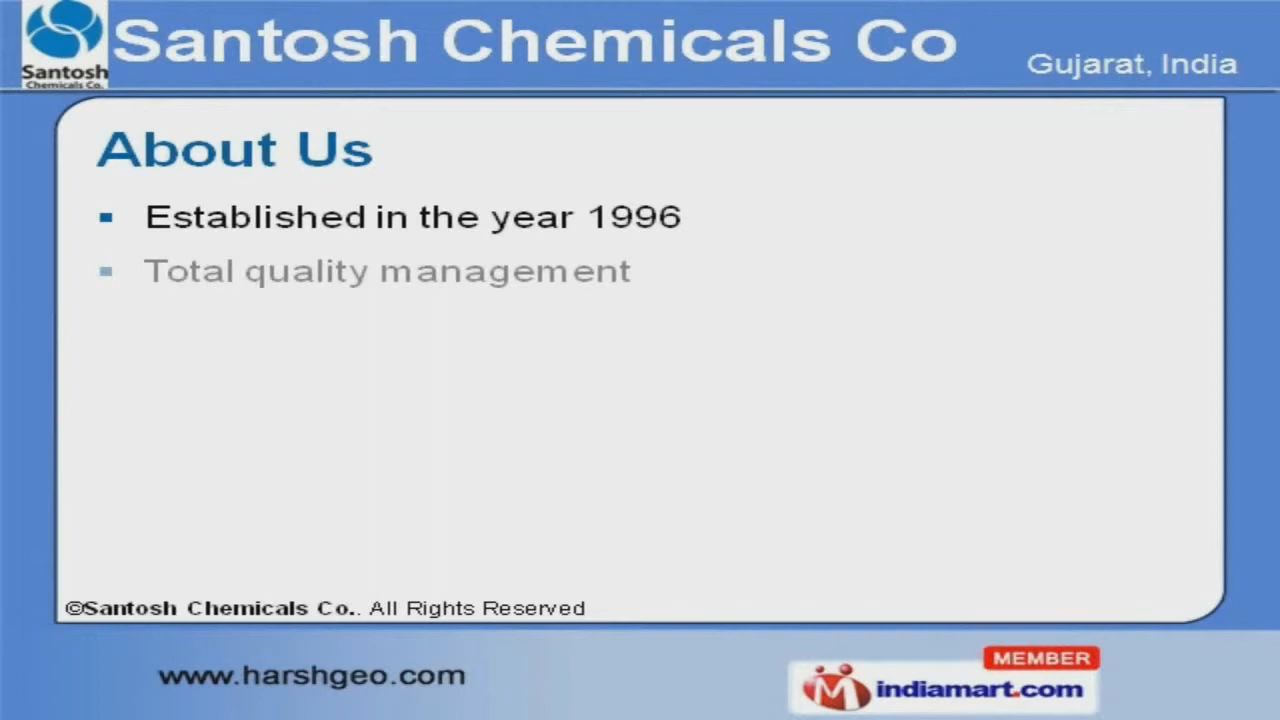 Santosh Chemicals Co
Gujarat, India
Santosh
Chemicals Co.
About Us
Established in the year 1996
Total quality management
©Santosh Chemicals Co.. All Rights Reserved
www.harshgeo.com
MEMBER
indiamart.com